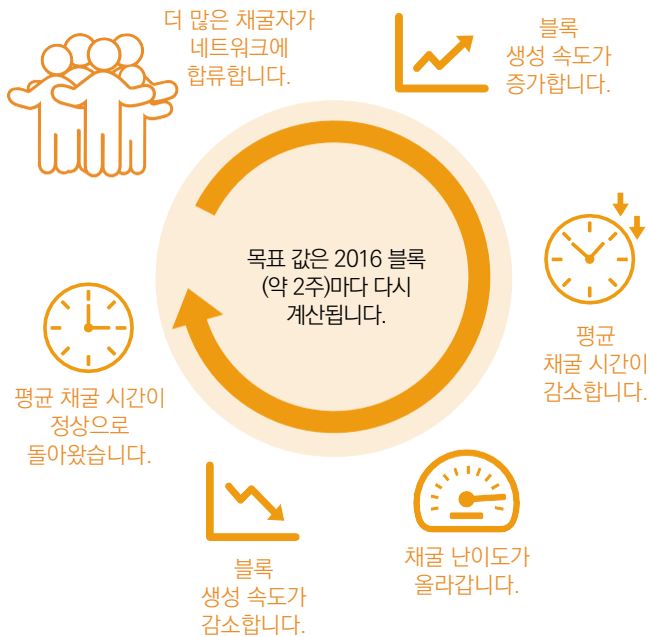 더 많은 채굴자가
네트워크에
합류합니다.
블록
생성 속도가
증가합니다.
평균
채굴 시간이
감소합니다.
채굴 난이도가
올라갑니다.
블록
생성 속도가
감소합니다.
평균 채굴 시간이
정상으로
돌아왔습니다.
목표 값은 2016 블록
(약 2주)마다 다시
계산됩니다.